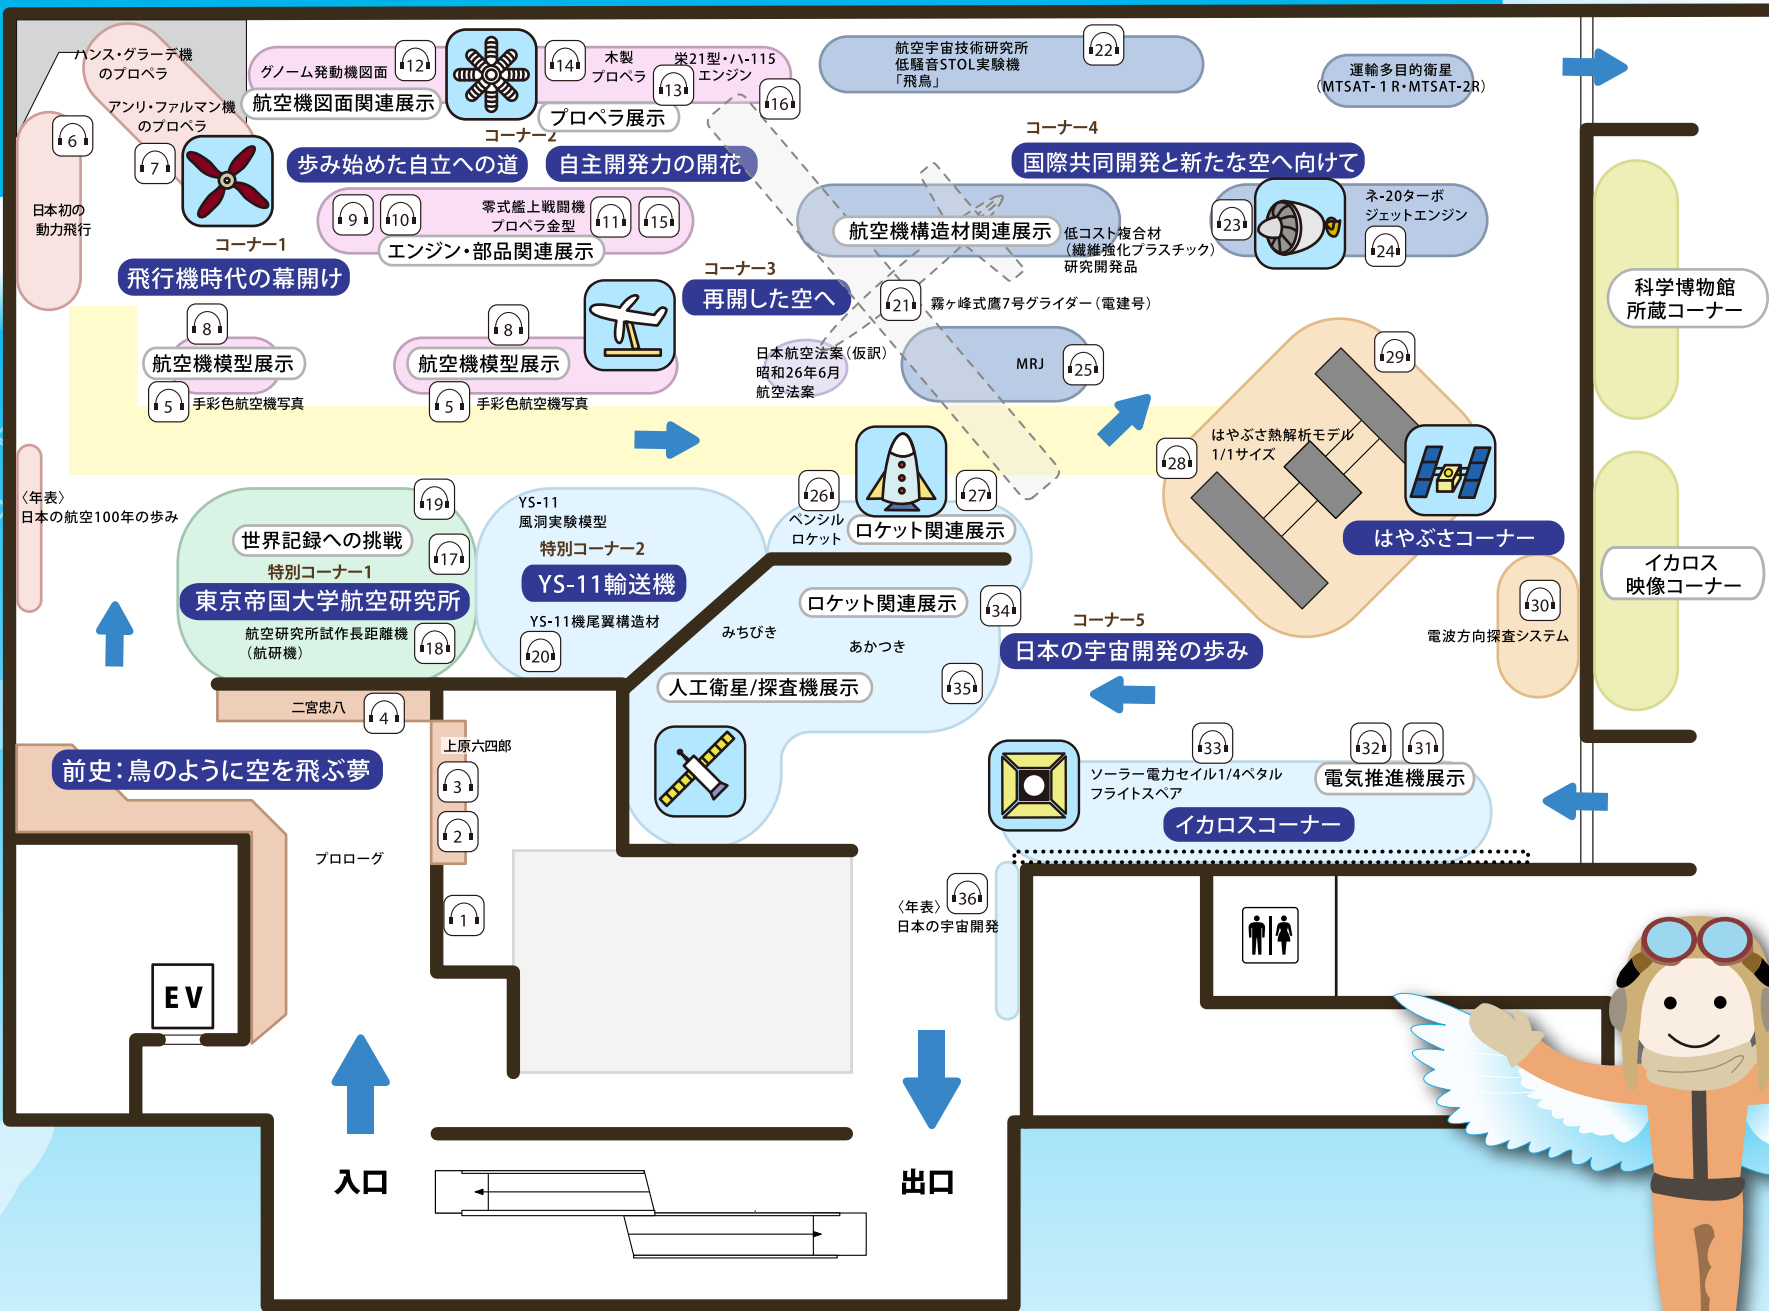 ハンス・グラーデ機
のプロペラ
アンリ・ファルマン機
のプロペラ
6
7
日本初の
動力飛行
コーナー1
飛行機時代の幕開け
グノーム発動機図面
12
航空機図面関連展示
14
木製
プロペラ
13
栄21型・ハ-115
エンジン
16
プロペラ展示
コーナー2
歩み始めた自立への道
自主開発力の開花
9
10
零式艦上戦闘機
プロペラ金型
11
15
エンジン・部品関連展示
航空宇宙技術研究所
低騒音STOL実験機
「飛鳥」
22
運輸多目的衛星
(MTSAT-1R・MTSAT-2R)
コーナー4
国際共同開発と新たな空へ向けて
航空機構造材関連展示
低コスト複合材
(繊維強化プラスチック)
研究開発品
23
ネ-20ターボ
ジェットエンジン
24
コーナー3
再開した空へ
21
霧ヶ峰式鷹7号グライダー(電建号)
日本航空法案(仮訳)
昭和26年6月
航空法案
MRJ
25
8
航空機模型展示
5
手彩色航空機写真
8
航空機模型展示
5
手彩色航空機写真
科学博物館
所蔵コーナー
29
はやぶさ熱解析モデル
1/1サイズ
28
はやぶさコーナー
イカロス
映像コーナー
30
電波方向探査システム
〈年表〉
日本の航空100年の歩み
19
世界記録への挑戦
17
特別コーナー1
東京帝国大学航空研究所
航空研究所試作長距離機
(航研機)
18
YS-11
風洞実験模型
特別コーナー2
YS-11輸送機
YS-11機尾翼構造材
20
26
ペンシル
ロケット
27
ロケット関連展示
ロケット関連展示
34
みちびき
あかつき
コーナー5
日本の宇宙開発の歩み
人工衛星/探査機展示
35
二宮忠八
4
前史:鳥のように空を飛ぶ夢
上原六四郎
3
2
プロローグ
1
33
32
31
ソーラー電力セイル1/4ペタル
フライトスペア
電気推進機展示
イカロスコーナー
〈年表〉
日本の宇宙開発
36
EV
入口
出口